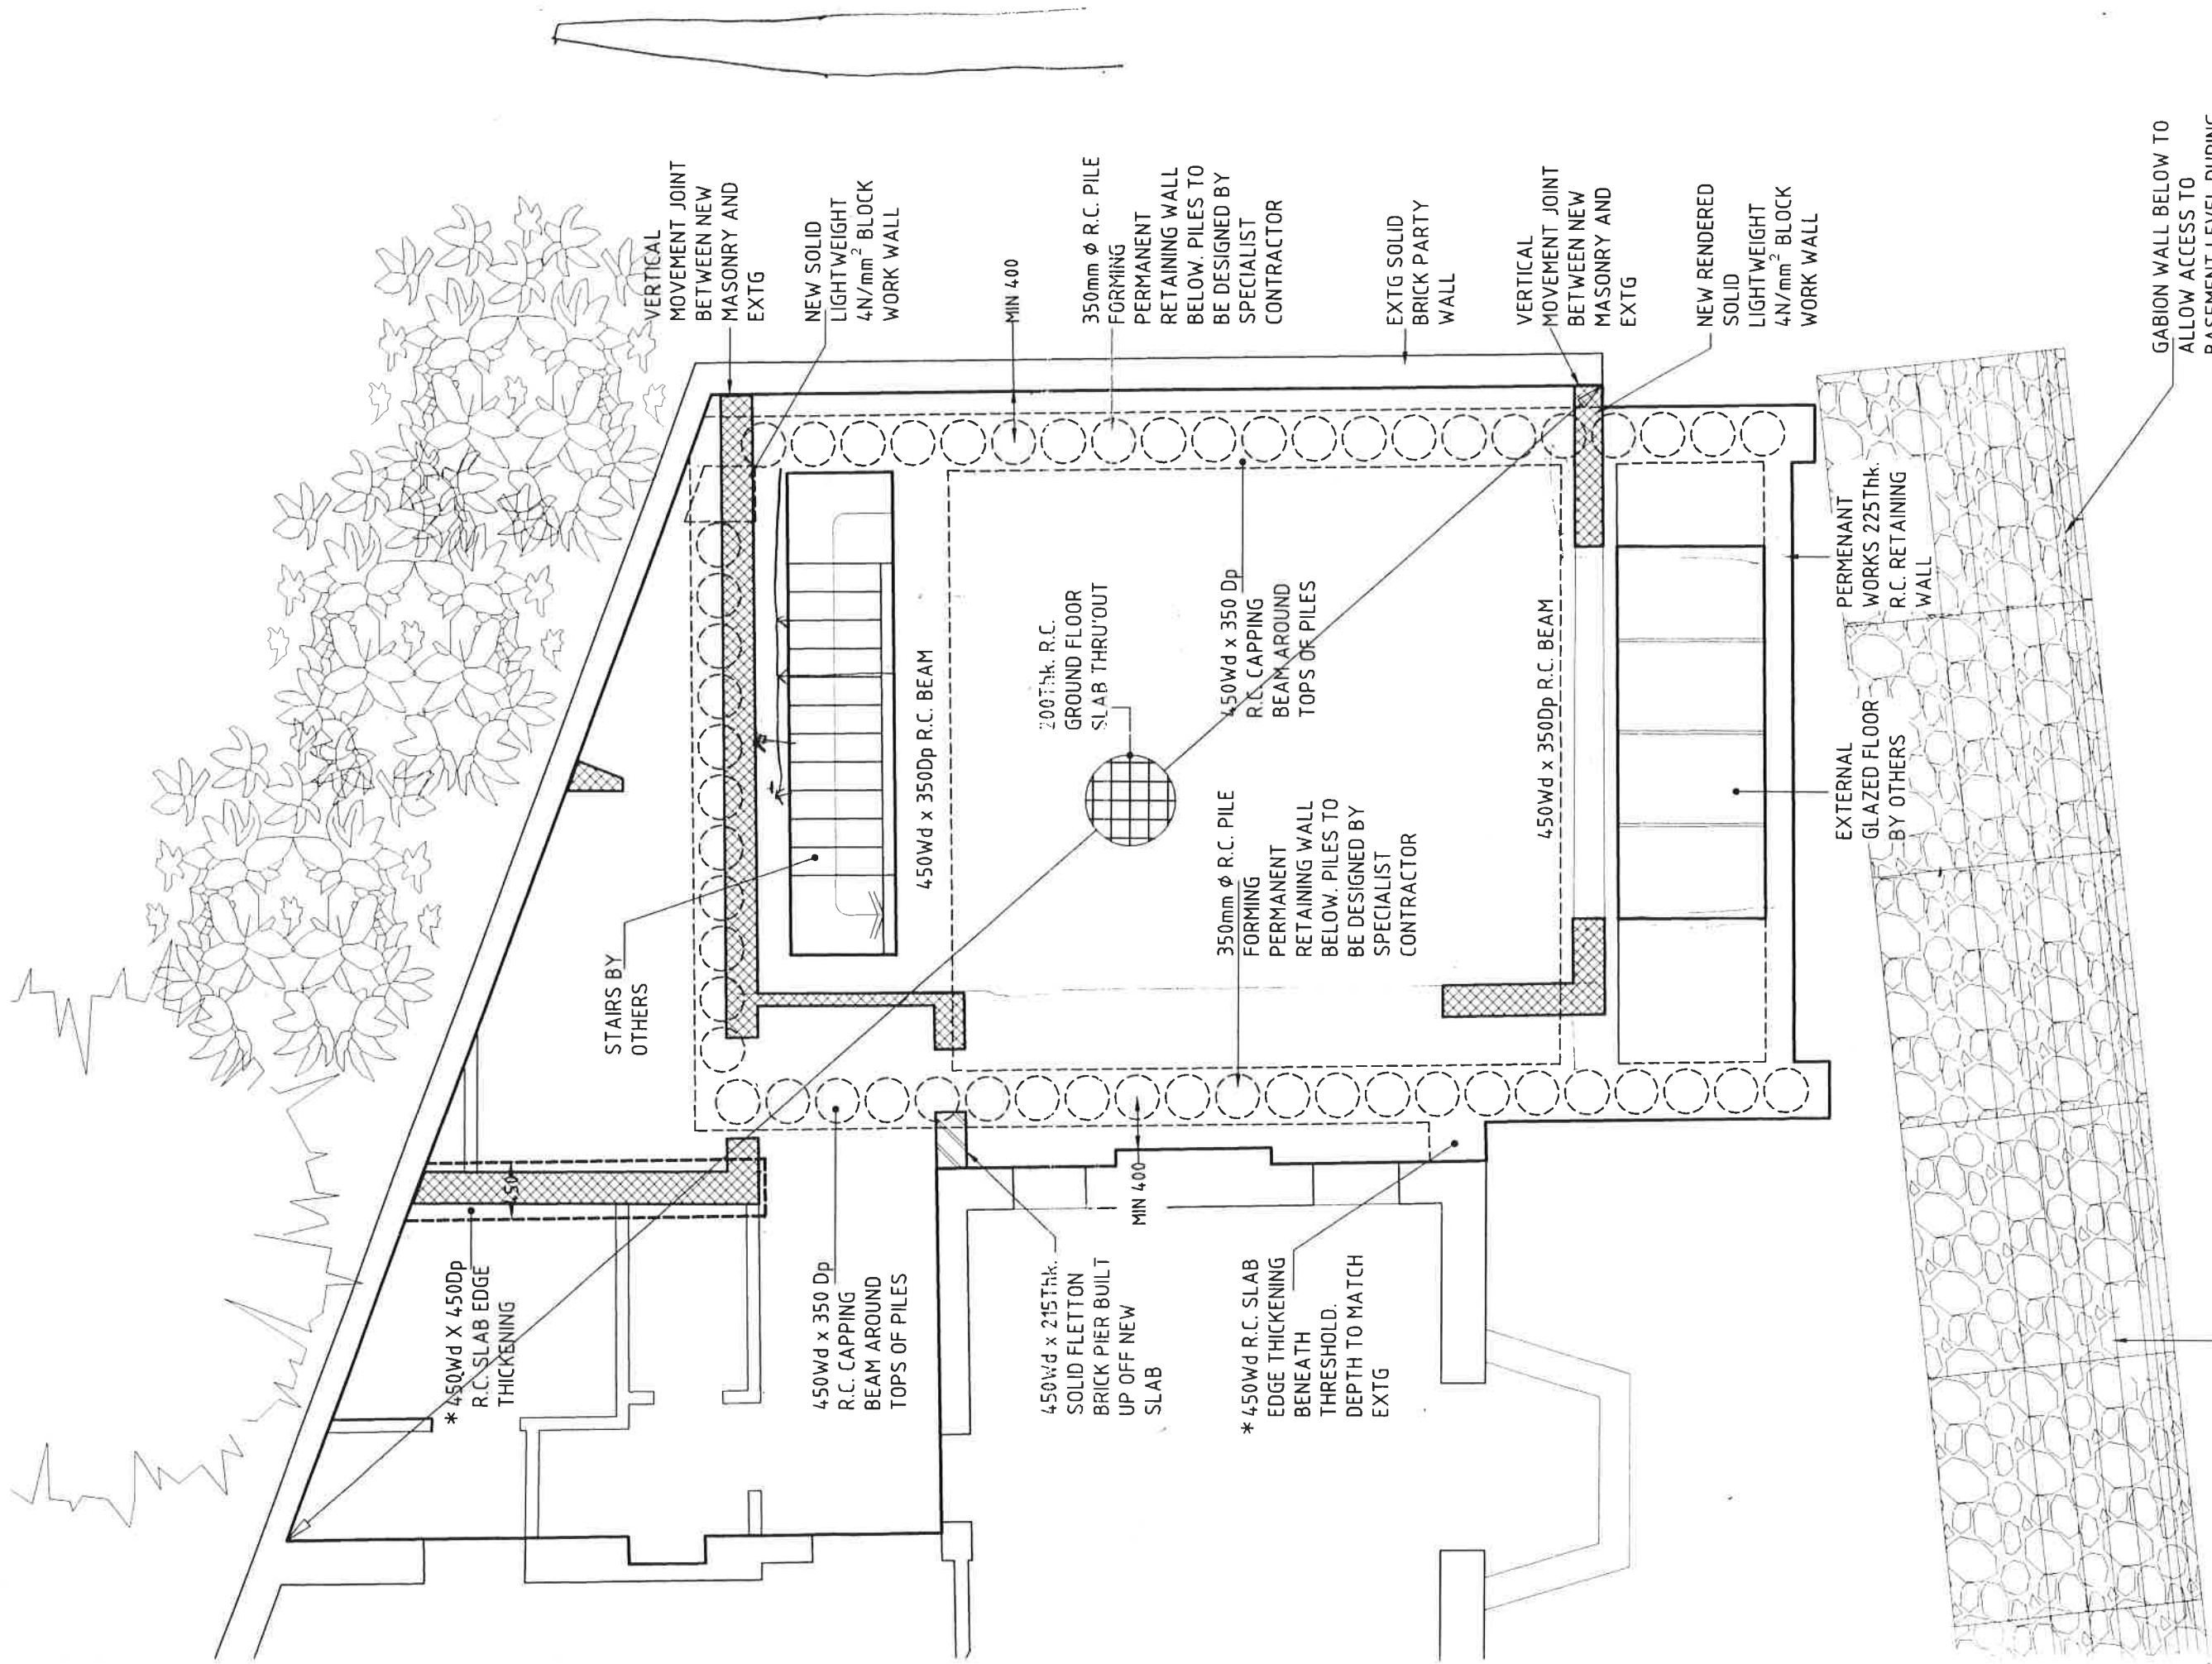 VERTICAL
MOVEMENT JOINT
BETWEEN NEW
MASONRY AND
EXTG
NEW SOLID
LIGHTWEIGHT
4N/mm² BLOCK
WORK WALL
MIN 400
350mm ⌀ R.C. PILE
FORMING
PERMANENT
RETAINING WALL
BELOW. PILES TO
BE DESIGNED BY
SPECIALIST
CONTRACTOR
EXTG SOLID
BRICK PARTY
WALL
VERTICAL
MOVEMENT JOINT
BETWEEN NEW
MASONRY AND
EXTG
NEW RENDERED
SOLID
LIGHTWEIGHT
4N/mm² BLOCK
WORK WALL
GABION WALL BELOW TO
ALLOW ACCESS TO
BASEMENT LEVEL DURING
STAIRS BY
OTHERS
450Wd x 350Dp R.C. BEAM
200Thk. R.C.
GROUND FLOOR
SLAB THRU'OUT
450Wd x 350 Dp
R.C. CAPPING
BEAM AROUND
TOPS OF PILES
350mm ⌀ R.C. PILE
FORMING
PERMANENT
RETAINING WALL
BELOW. PILES TO
BE DESIGNED BY
SPECIALIST
CONTRACTOR
450Wd x 350Dp R.C. BEAM
PERMENANT
WORKS 225Thk.
R.C. RETAINING
WALL
EXTERNAL
GLAZED FLOOR
BY OTHERS
450
*450Wd X 450Dp
R.C. SLAB EDGE
THICKENING
450Wd x 350 Dp
R.C. CAPPING
BEAM AROUND
TOPS OF PILES
450Wd x 215Thk.
SOLID FLETTON
BRICK PIER BUILT
UP OFF NEW
SLAB
MIN 400
*450Wd R.C. SLAB
EDGE THICKENING
BENEATH
THRESHOLD.
DEPTH TO MATCH
EXTG